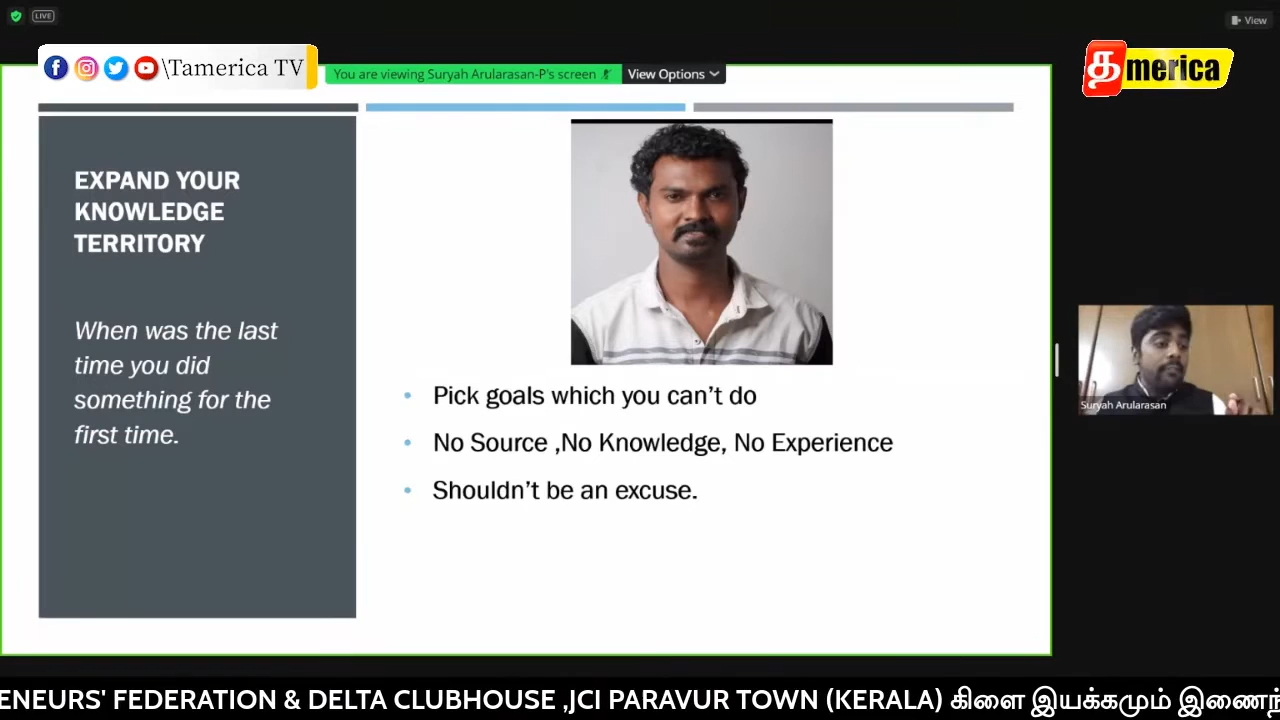 LIVE
View
\Tamerica TV
You are viewing Suryah Arularasan-P's screen
View Options
தmerica
EXPAND YOUR
KNOWLEDGE
TERRITORY
When was the last
time you did
something for the
first time.
• Pick goals which you can't do
• No Source ,No Knowledge, No Experience
• Shouldn't be an excuse.
Suryah Arularasan
ENEURS' FEDERATION & DELTA CLUBHOUSE ,JCI PARAVUR TOWN (KERALA) கிளை இயக்கமும் இணைந்